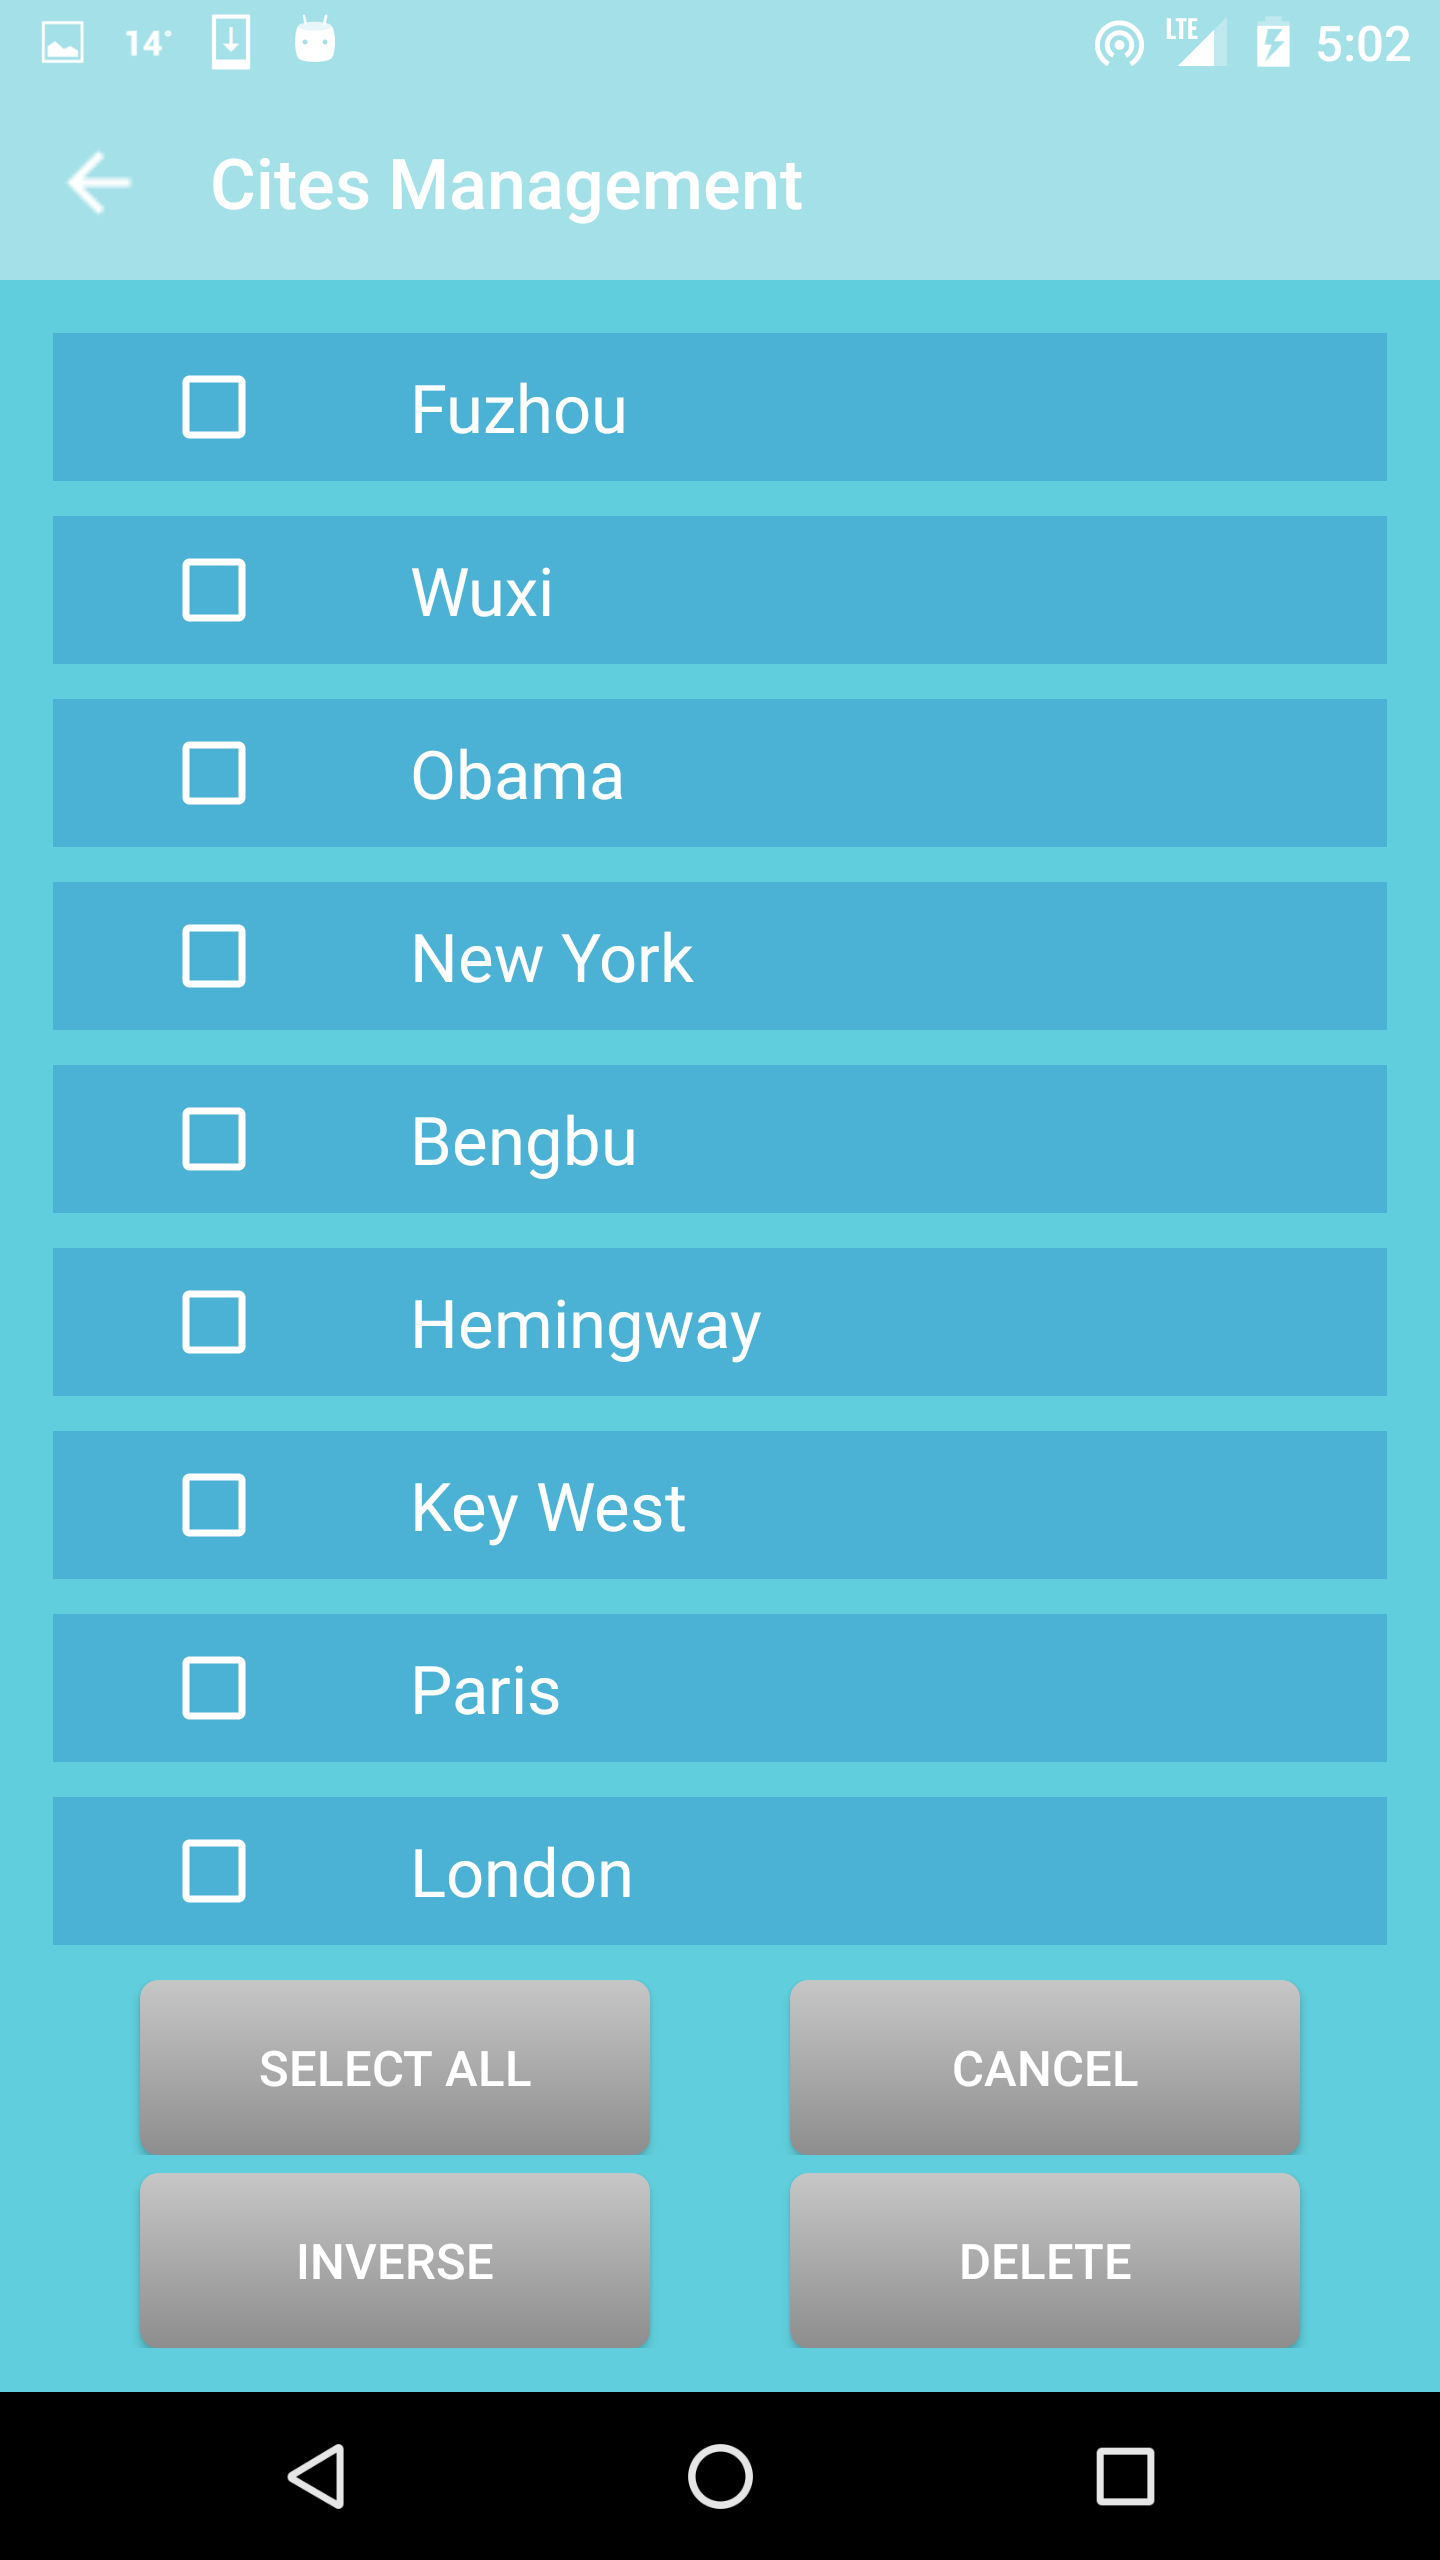 14°
LTE
5:02
Cites Management
Fuzhou
Wuxi
Obama
New York
Bengbu
Hemingway
Key West
Paris
London
SELECT ALL
CANCEL
INVERSE
DELETE